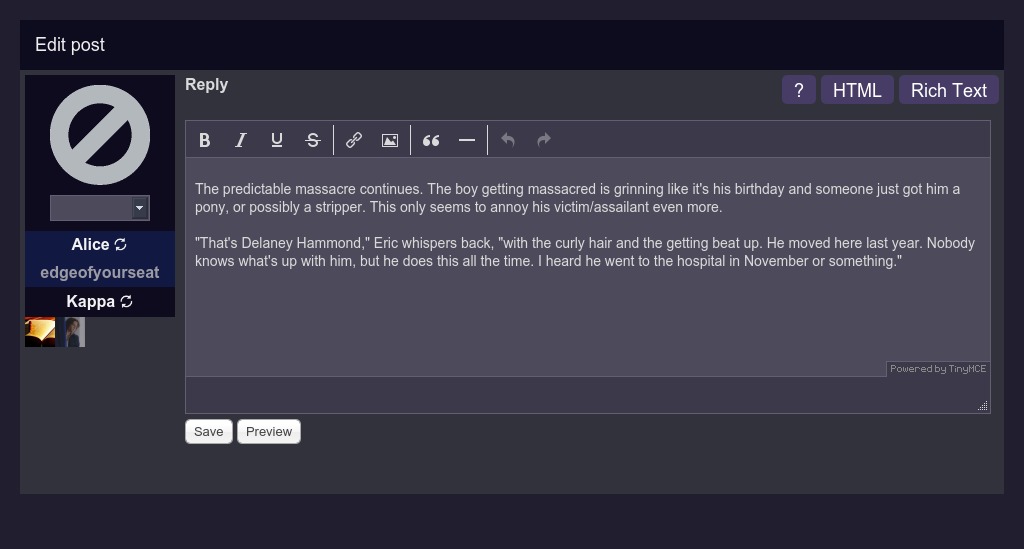 Edit post
Reply
? HTML Rich Text
B I U S
The predictable massacre continues. The boy getting massacred is grinning like it's his birthday and someone just got him a
pony, or possibly a stripper. This only seems to annoy his victim/assailant even more.
"That's Delaney Hammond," Eric whispers back, "with the curly hair and the getting beat up. He moved here last year. Nobody
knows what's up with him, but he does this all the time. I heard he went to the hospital in November or something."
Alice
edgeofyourseat
Kappa
Powered by TinyMCE
Save Preview